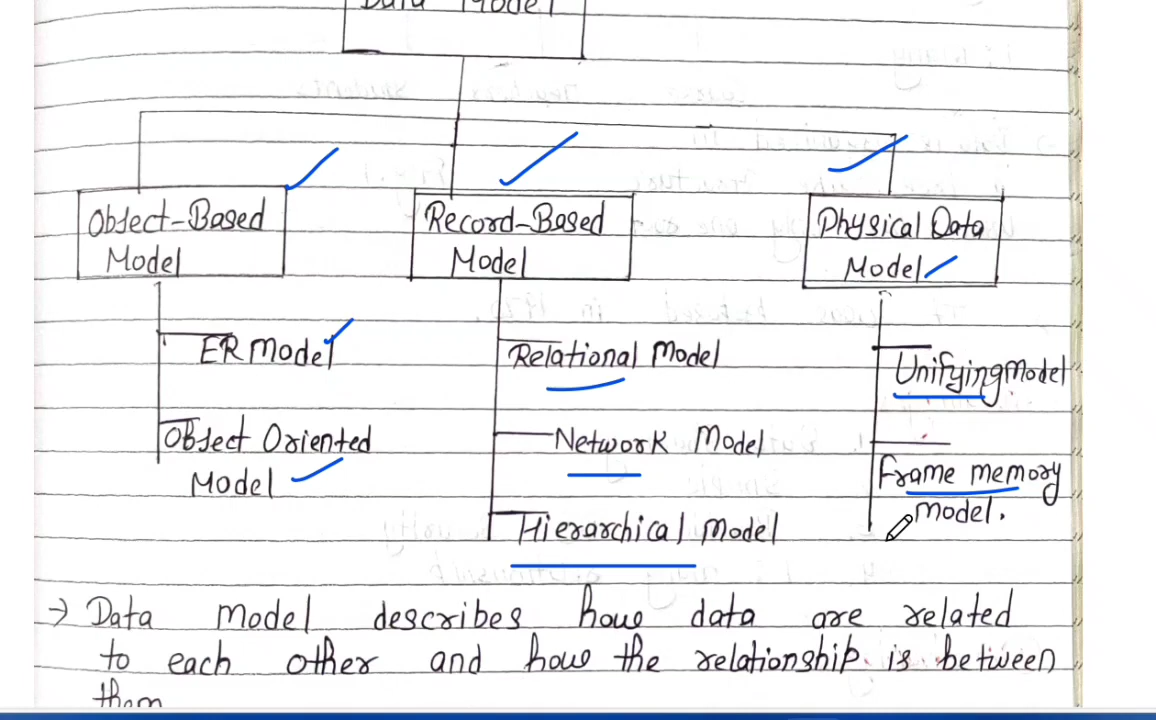 Data Model
Object-Based
Model
Record-Based
Model
Physical Data
Model
ER Model
Object Oriented
Model
Relational Model
Network Model
Hierarchical Model
Unifying Model
Frame memory
model.
→ Data model describes how data are related
to each other and how the relationship is between
them